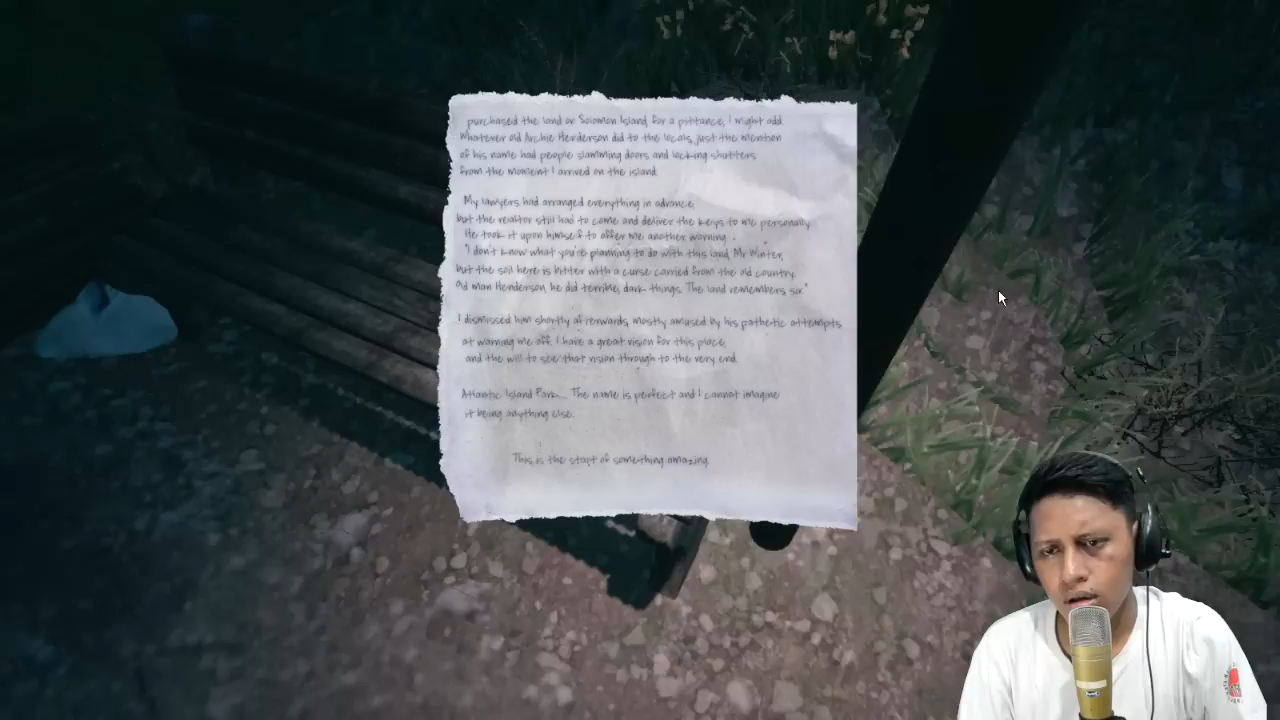 purchased the land on Solomon Island, for a pittance, I might add.
Whatever old Archie Henderson did to the locals, just the mention
of his name had people slamming doors and locking shutters
from the moment I arrived on the island.
My lawyers had arranged everything in advance,
but the realtor still had to come and deliver the keys to me personally.
He took it upon himself to offer me another warning.
"I don't know what you're planning to do with this land, Mr Winter,
but the soil here is bitter with a curse carried from the old country.
Old man Henderson, he did terrible, dark things. The land remembers, sir."
I dismissed him shortly afterwards, mostly amused by his pathetic attempts
at warning me off. I have a great vision for this place,
and the will to see that vision through to the very end.
Atlantic Island Park... The name is perfect and I cannot imagine
it being anything else.
This is the start of something amazing.